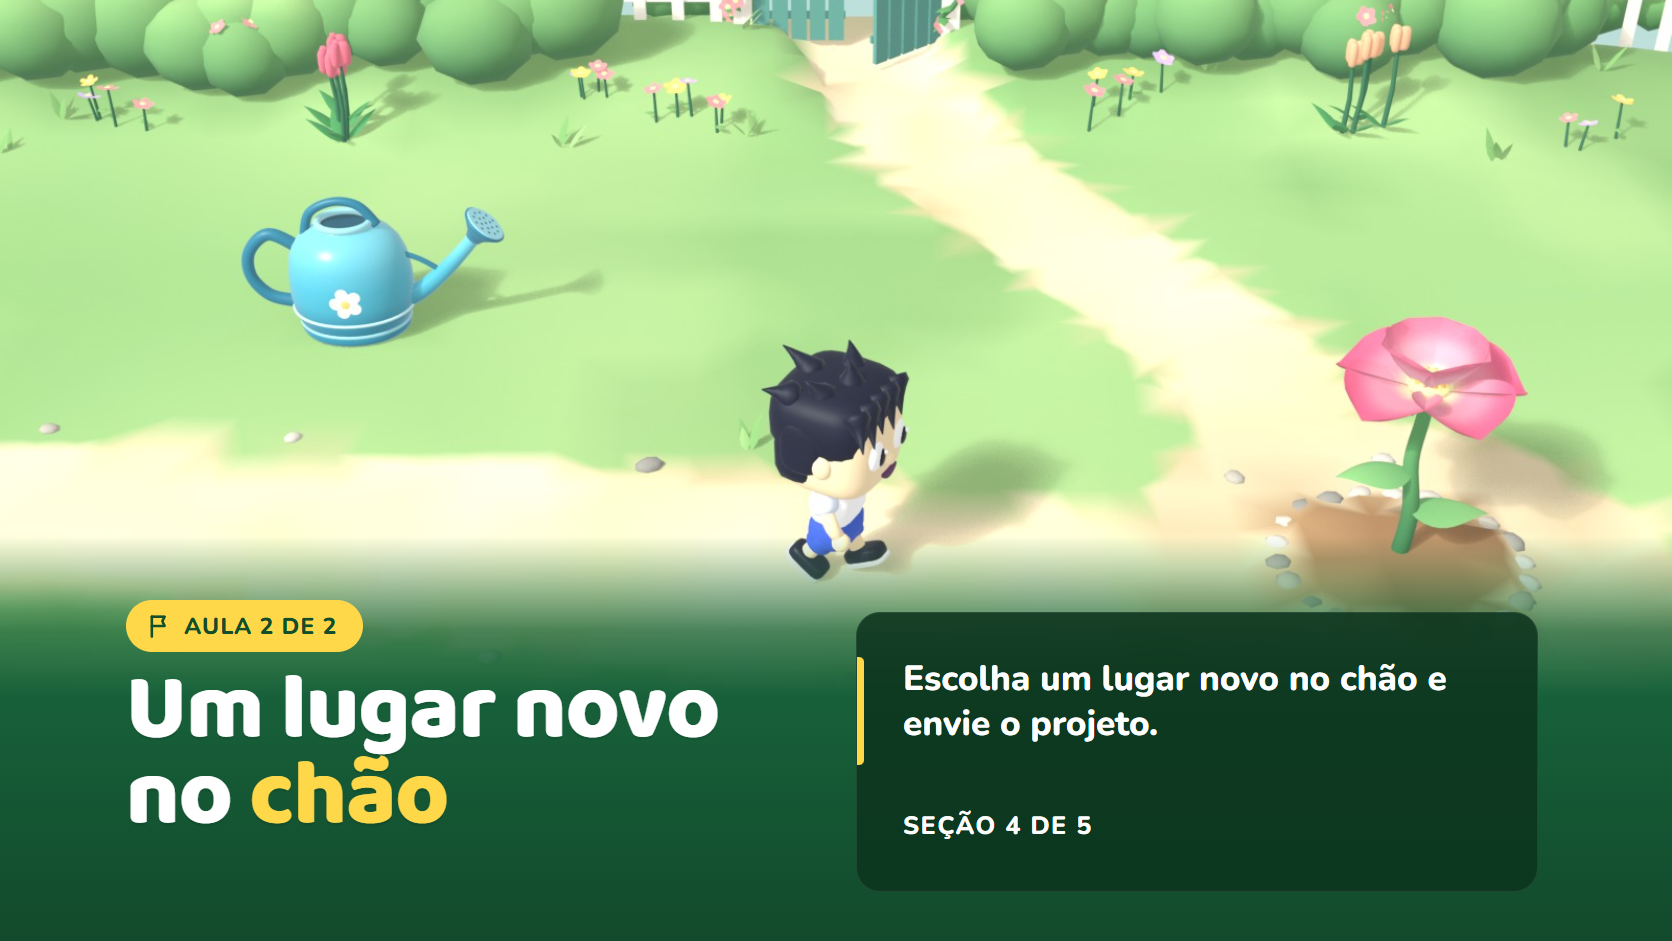 AULA 2 DE 2
Um lugar novo
no chão
Escolha um lugar novo no chão e
envie o projeto.
SEÇÃO 4 DE 5